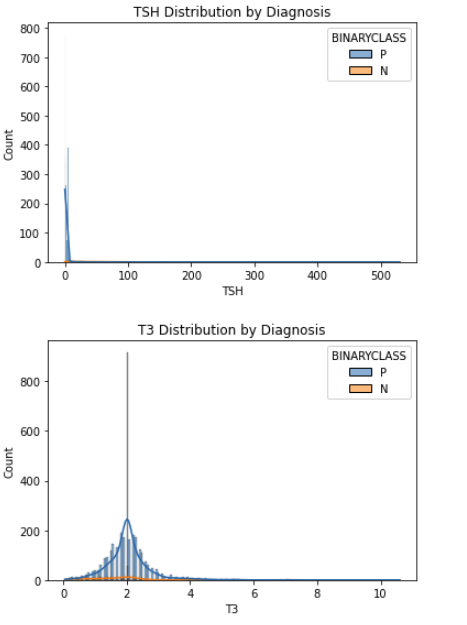 TSH Distribution by Diagnosis
800
700
600
500
400
300
200
100
0
Count
BINARYCLASS
P
N
0 100 200 300 400 500
TSH
T3 Distribution by Diagnosis
800
600
400
200
0
Count
BINARYCLASS
P
N
0 2 4 6 8 10
T3